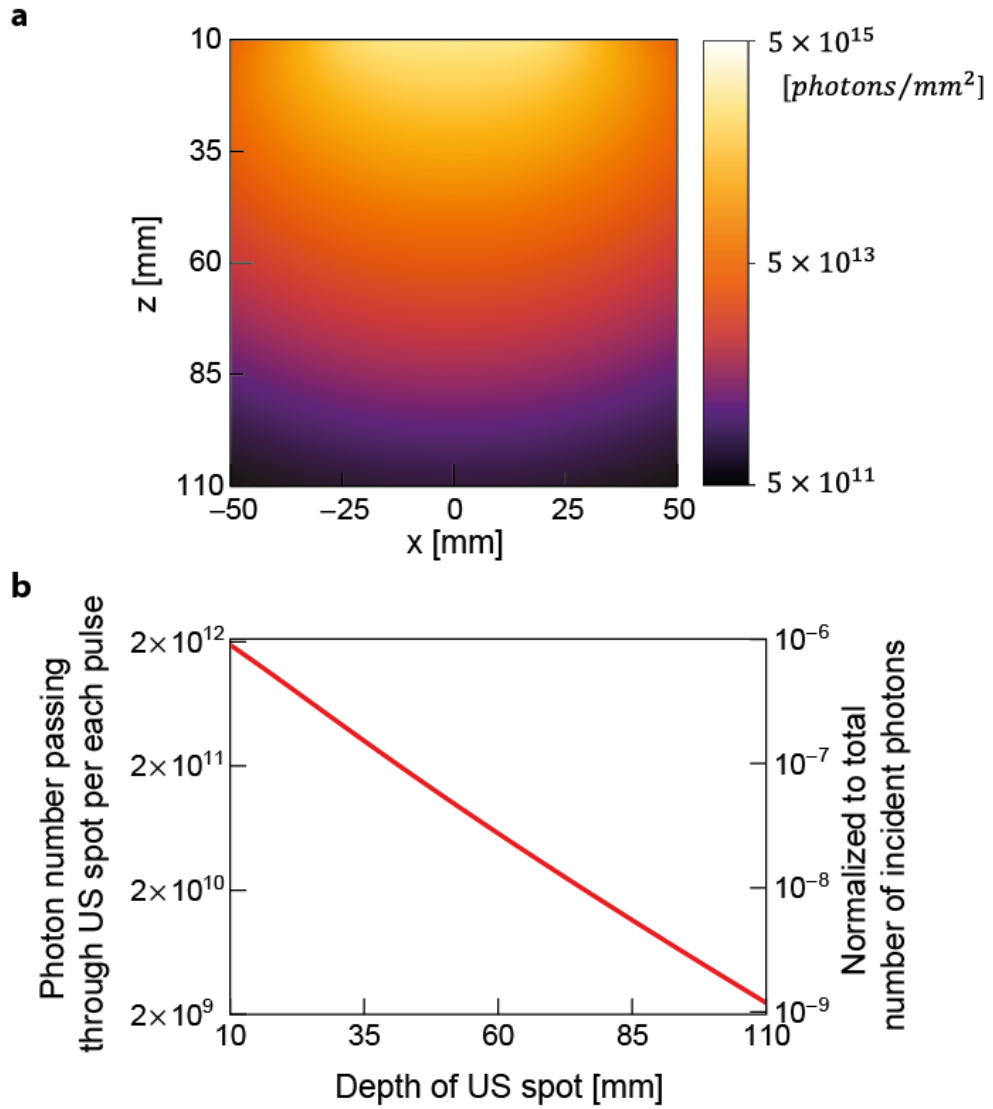 a
10
35
60
85
110
z [mm]
−50
−25
0
25
50
x [mm]
5 × 10¹⁵
[photons/mm²]
5 × 10¹³
5 × 10¹¹
b
Photon number passing
through US spot per each pulse
2×10¹²
2×10¹¹
2×10¹⁰
2×10⁹
10⁻⁶
10⁻⁷
10⁻⁸
10⁻⁹
Normalized to total
number of incident photons
10
35
60
85
110
Depth of US spot [mm]